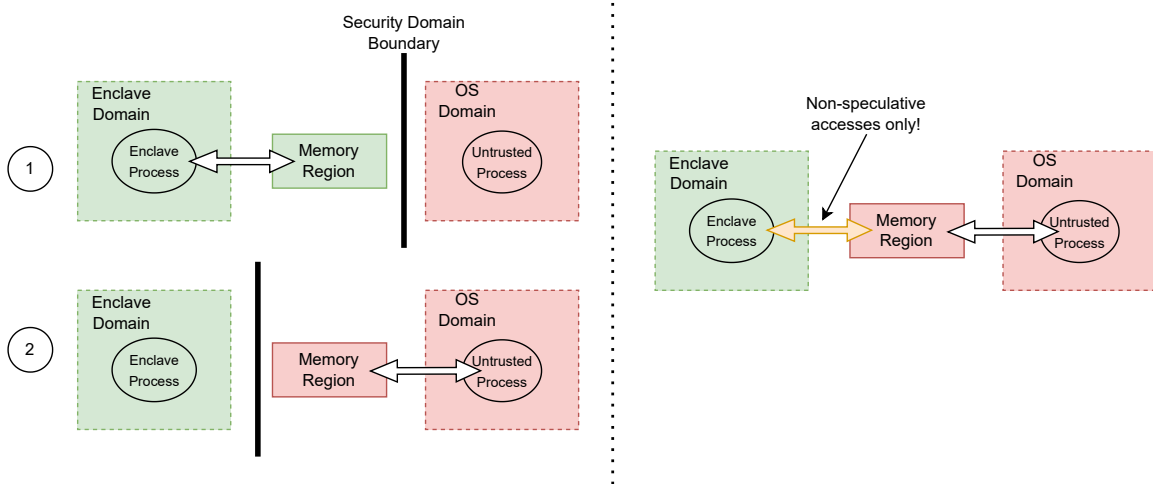 Security Domain
Boundary
1
Enclave
Domain
Enclave
Process
Memory
Region
OS
Domain
Untrusted
Process
2
Enclave
Domain
Enclave
Process
Memory
Region
OS
Domain
Untrusted
Process
Non-speculative
accesses only!
Enclave
Domain
Enclave
Process
Memory
Region
OS
Domain
Untrusted
Process